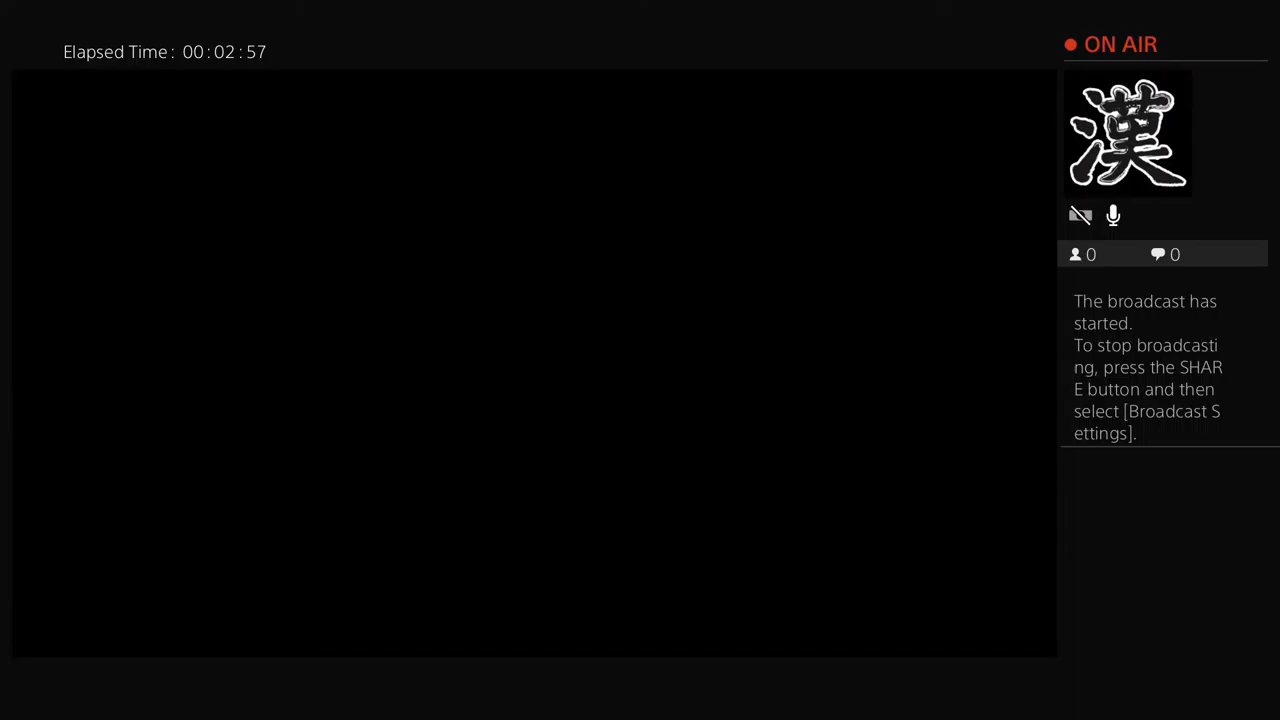 Elapsed Time: 00:02:57
ON AIR
漢
0 0
The broadcast has
started.
To stop broadcasti
ng, press the SHAR
E button and then
select [Broadcast S
ettings].